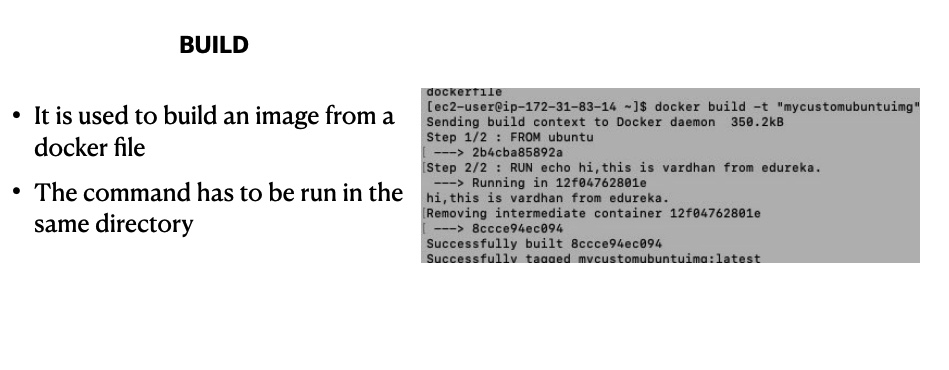 BUILD
• It is used to build an image from a
docker file
• The command has to be run in the
same directory
dockerfile
[ec2-user@ip-172-31-83-14 ~]$ docker build -t "mycustomubuntuimg"
Sending build context to Docker daemon  350.2kB
Step 1/2 : FROM ubuntu
[ ---> 2b4cba85892a
[Step 2/2 : RUN echo hi,this is vardhan from edureka.
---> Running in 12f04762801e
hi,this is vardhan from edureka.
[Removing intermediate container 12f04762801e
[ ---> 8ccce94ec094
Successfully built 8ccce94ec094
Successfully tagged mycustomubuntuimg:latest